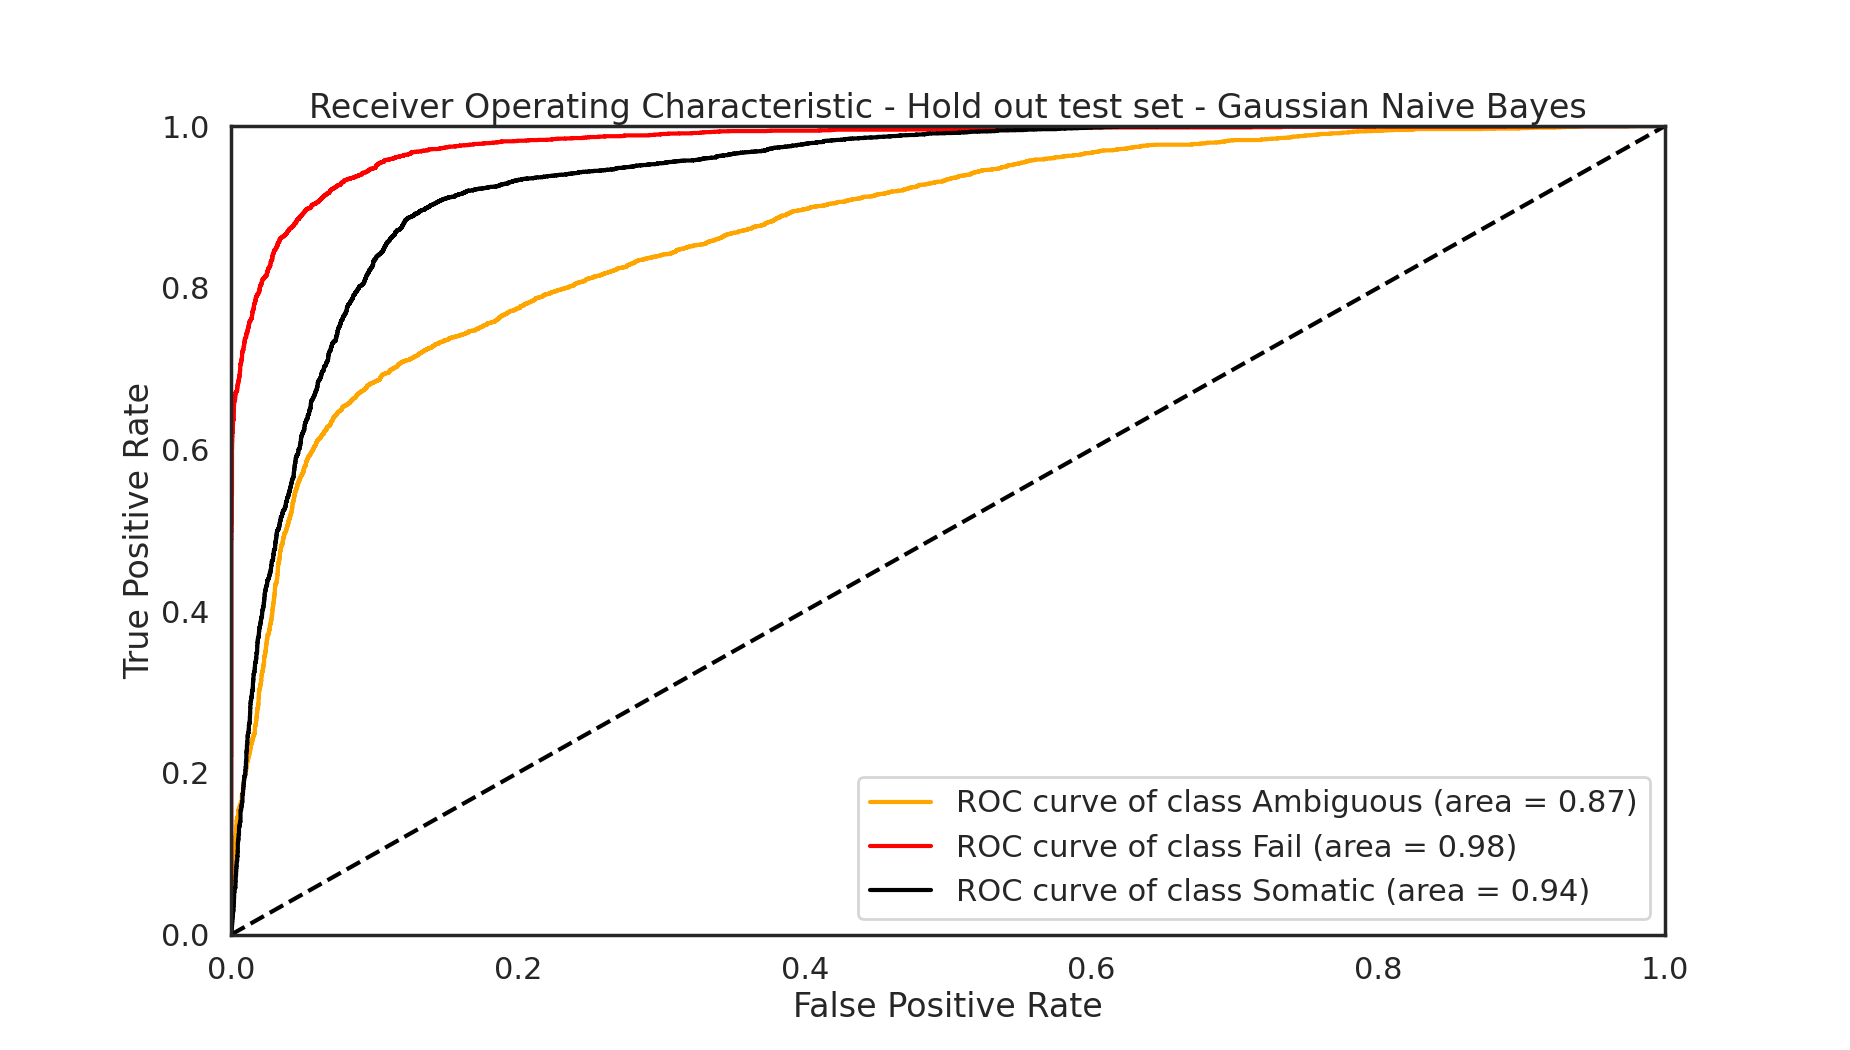 Receiver Operating Characteristic - Hold out test set - Gaussian Naive Bayes
1.0
0.8
0.6
0.4
0.2
0.0
True Positive Rate
ROC curve of class Ambiguous (area = 0.87)
ROC curve of class Fail (area = 0.98)
ROC curve of class Somatic (area = 0.94)
0.0 0.2 0.4 0.6 0.8 1.0
False Positive Rate